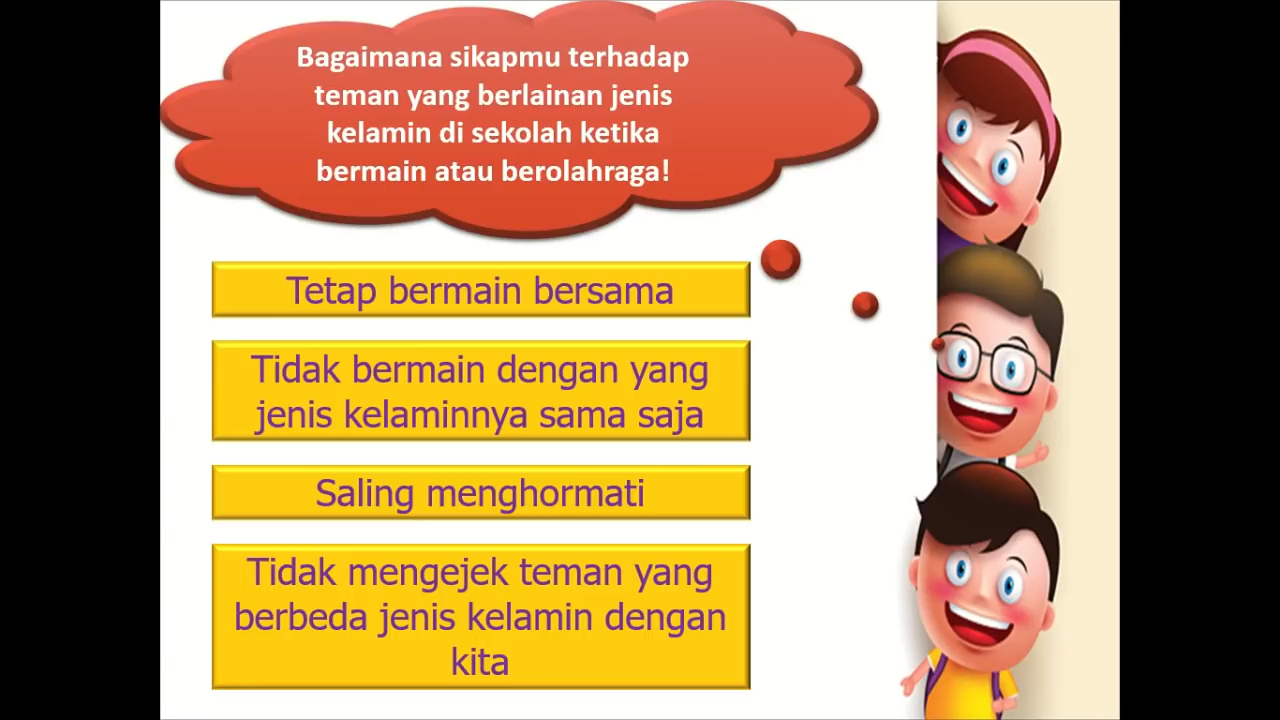 Bagaimana sikapmu terhadap
teman yang berlainan jenis
kelamin di sekolah ketika
bermain atau berolahraga!
Tetap bermain bersama
Tidak bermain dengan yang
jenis kelaminnya sama saja
Saling menghormati
Tidak mengejek teman yang
berbeda jenis kelamin dengan
kita